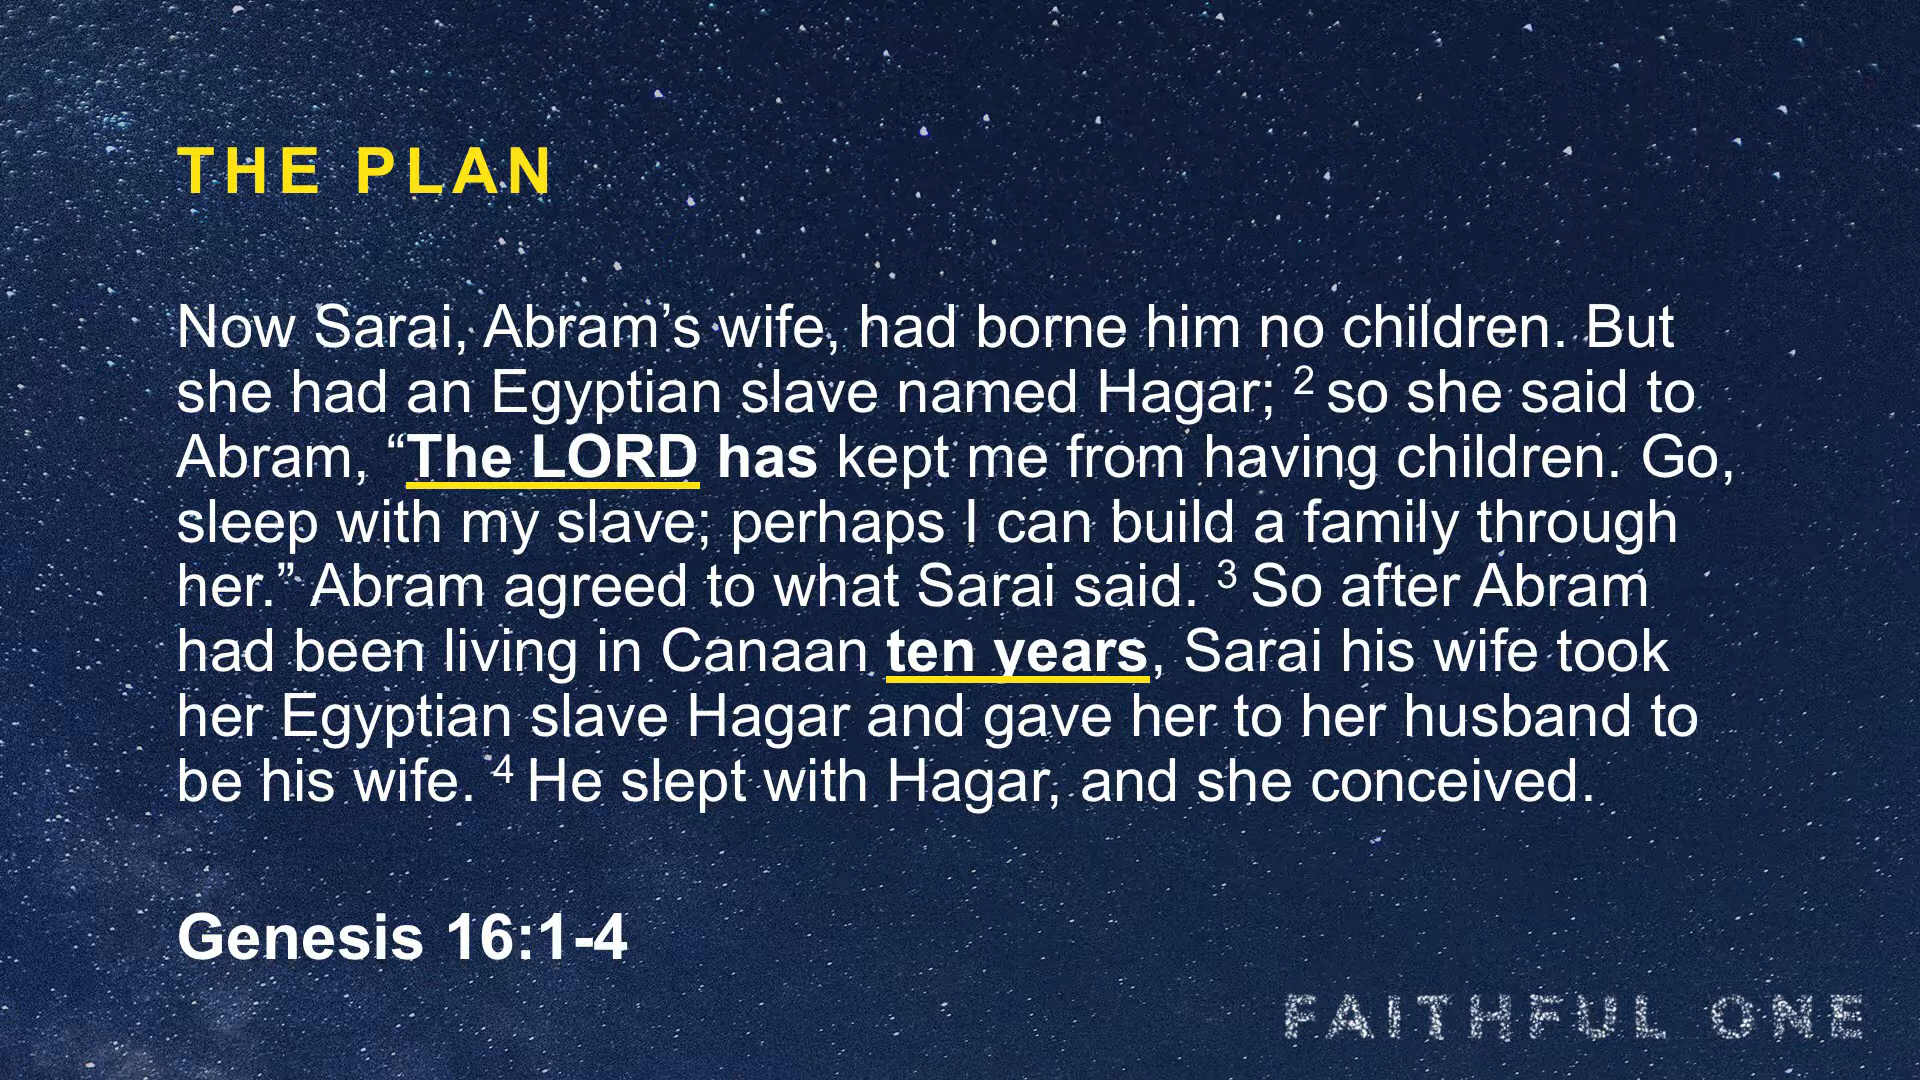 THE PLAN
Now Sarai, Abram’s wife, had borne him no children. But
she had an Egyptian slave named Hagar; 2 so she said to
Abram, “The LORD has kept me from having children. Go,
sleep with my slave; perhaps I can build a family through
her.” Abram agreed to what Sarai said. 3 So after Abram
had been living in Canaan ten years, Sarai his wife took
her Egyptian slave Hagar and gave her to her husband to
be his wife. 4 He slept with Hagar, and she conceived.
Genesis 16:1-4
FAITHFUL ONE